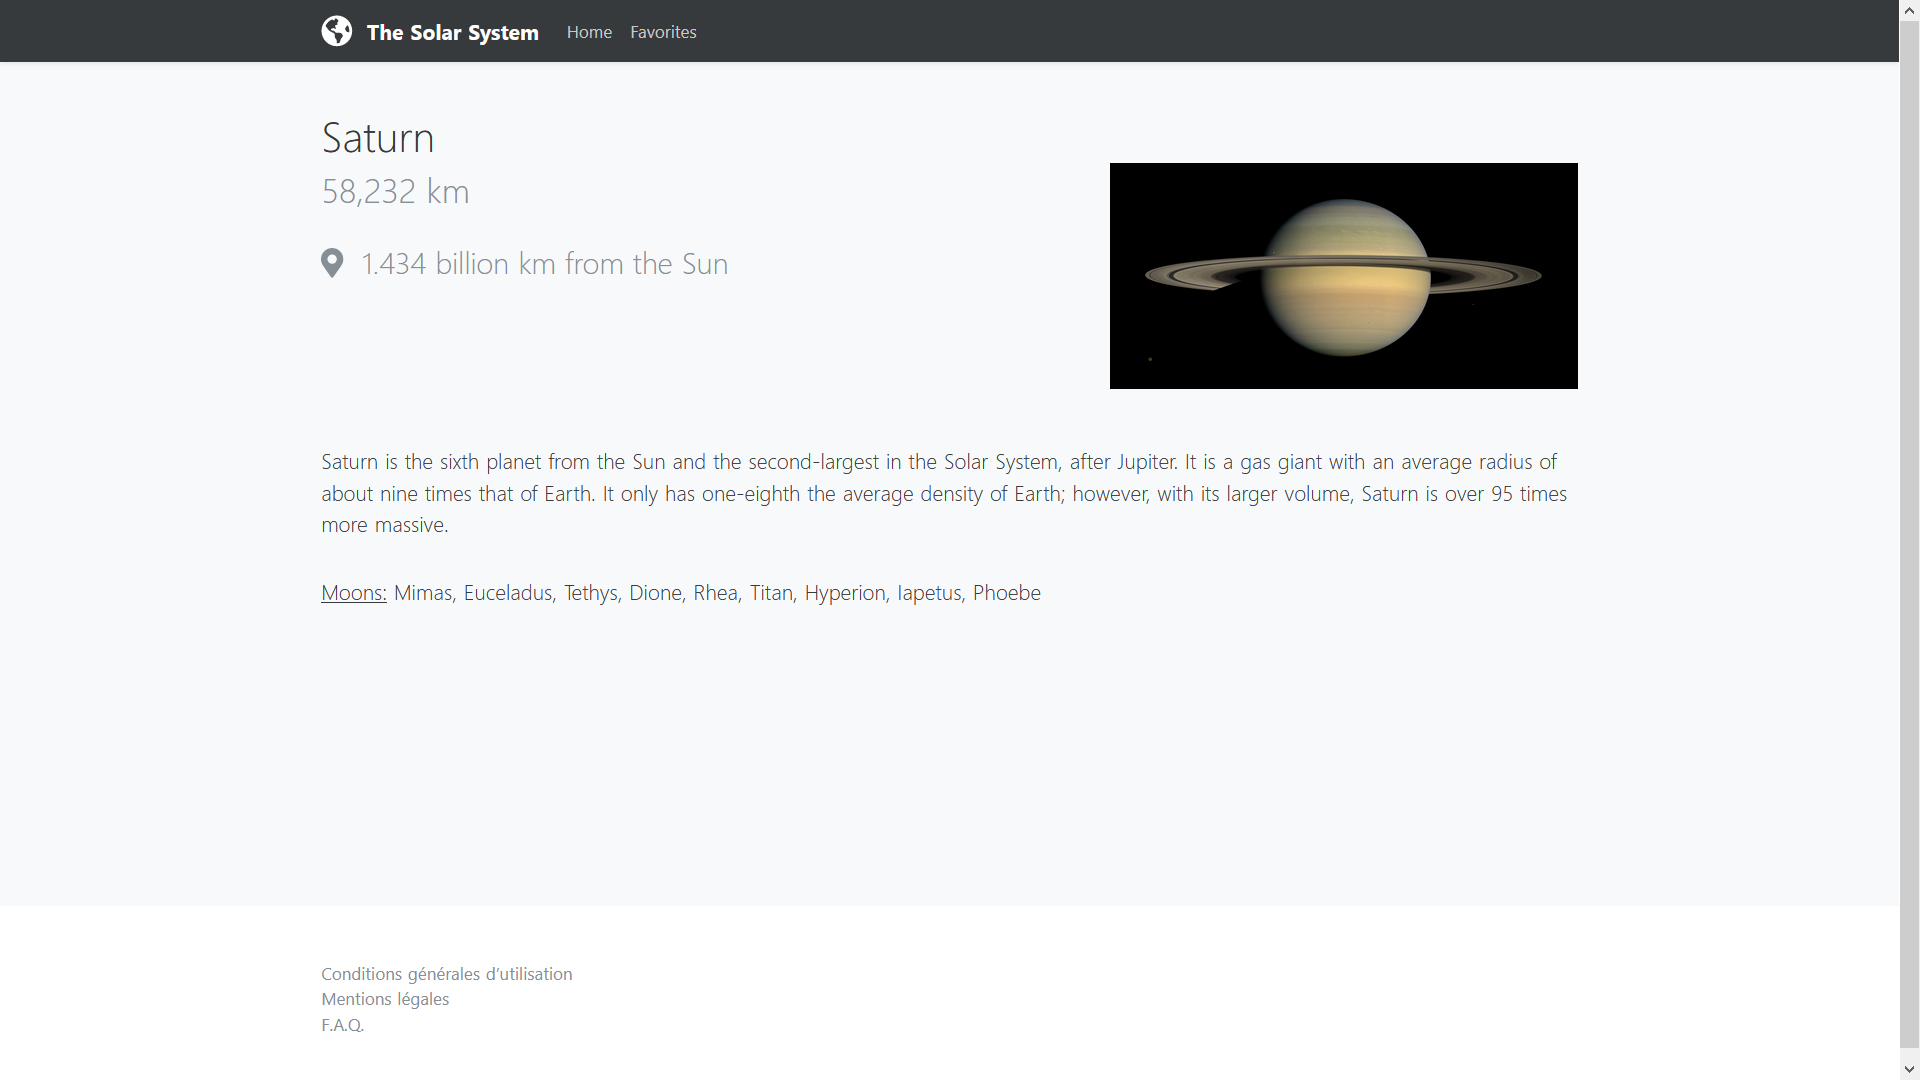 The Solar System Home Favorites
Saturn
58,232 km
1.434 billion km from the Sun
Saturn is the sixth planet from the Sun and the second-largest in the Solar System, after Jupiter. It is a gas giant with an average radius of
about nine times that of Earth. It only has one-eighth the average density of Earth; however, with its larger volume, Saturn is over 95 times
more massive.
Moons: Mimas, Euceladus, Tethys, Dione, Rhea, Titan, Hyperion, Iapetus, Phoebe
Conditions générales d'utilisation
Mentions légales
F.A.Q.